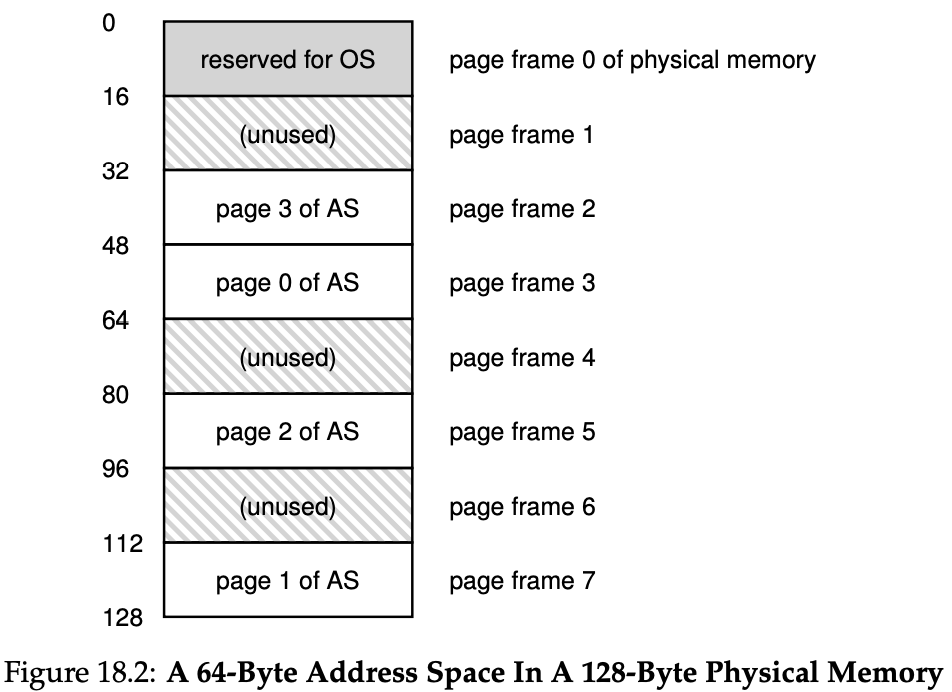 0
reserved for OS page frame 0 of physical memory
16
(unused) page frame 1
32
page 3 of AS page frame 2
48
page 0 of AS page frame 3
64
(unused) page frame 4
80
page 2 of AS page frame 5
96
(unused) page frame 6
112
page 1 of AS page frame 7
128
Figure 18.2: A 64-Byte Address Space In A 128-Byte Physical Memory